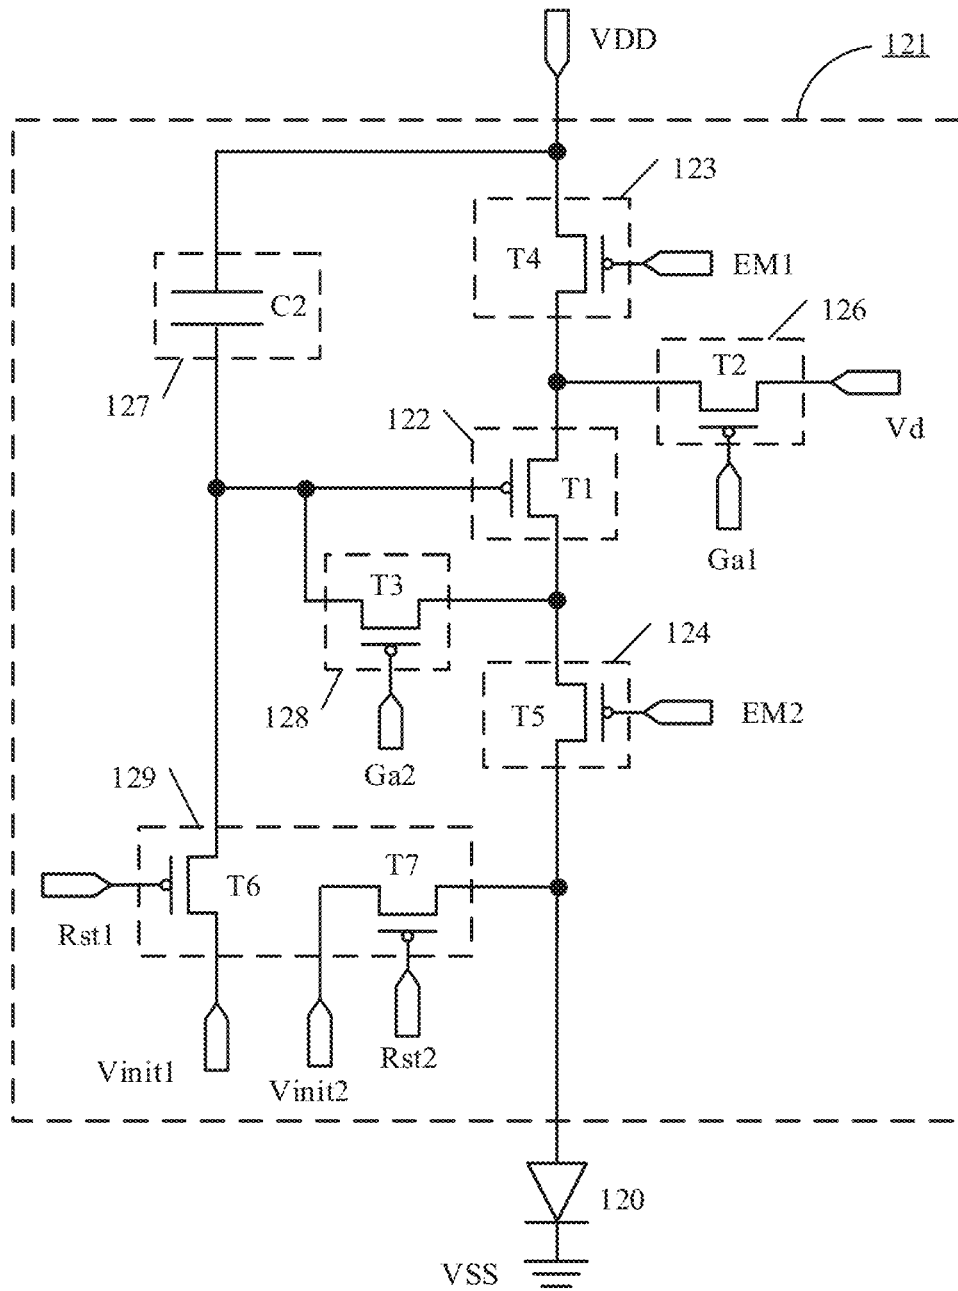 VDD
121
123
T4
EM1
C2
126
T2
127
122
Vd
T1
Ga1
T3
124
128
T5
EM2
Ga2
129
T7
T6
Rst1
Rst2
Vinit1
Vinit2
120
VSS